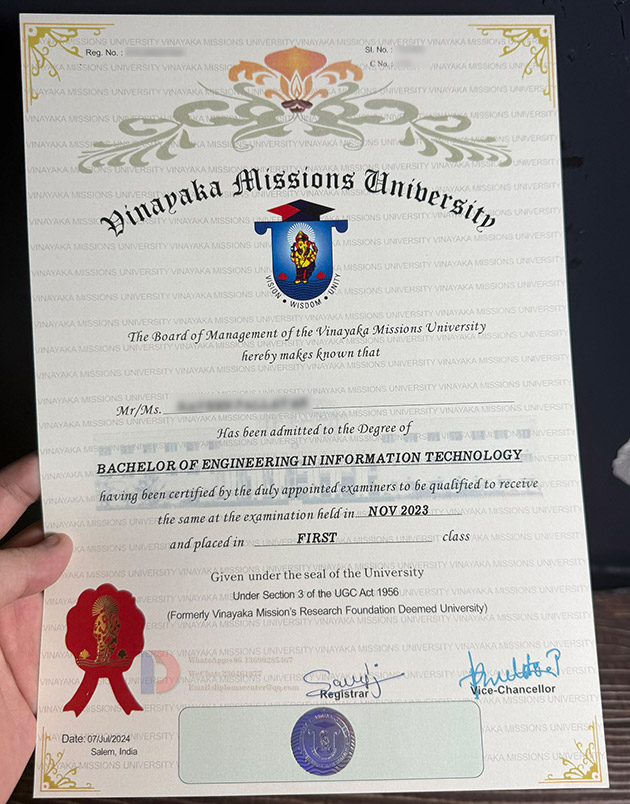 Reg. No. :
Sl. No. :
C No. :
Vinayaka Missions University
VISION • WISDOM • UNITY
The Board of Management of the Vinayaka Missions University
hereby makes known that
Mr/Ms.
Has been admitted to the Degree of
BACHELOR OF ENGINEERING IN INFORMATION TECHNOLOGY
having been certified by the duly appointed examiners to be qualified to receive
the same at the examination held in NOV 2023
and placed in FIRST class
Given under the seal of the University
Under Section 3 of the UGC Act 1956
(Formerly Vinayaka Mission's Research Foundation Deemed University)
Registrar
Vice-Chancellor
Date: 07/Jul/2024
Salem, India